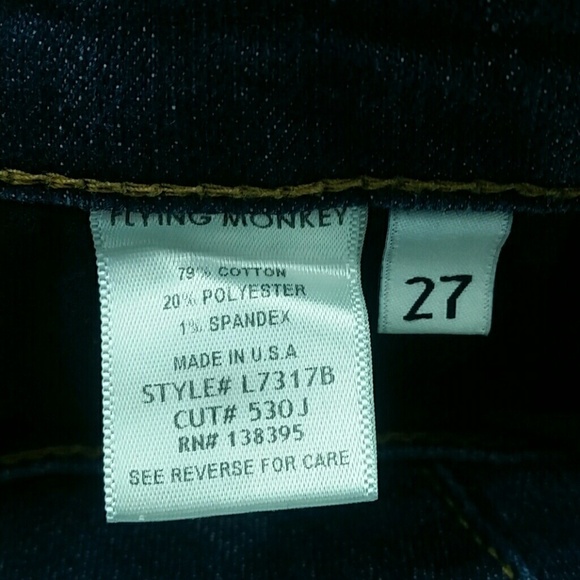 FLYING MONKEY
79% COTTON
20% POLYESTER
1% SPANDEX
MADE IN U.S.A
STYLE# L7317B
CUT# 530J
RN# 138395
SEE REVERSE FOR CARE
27